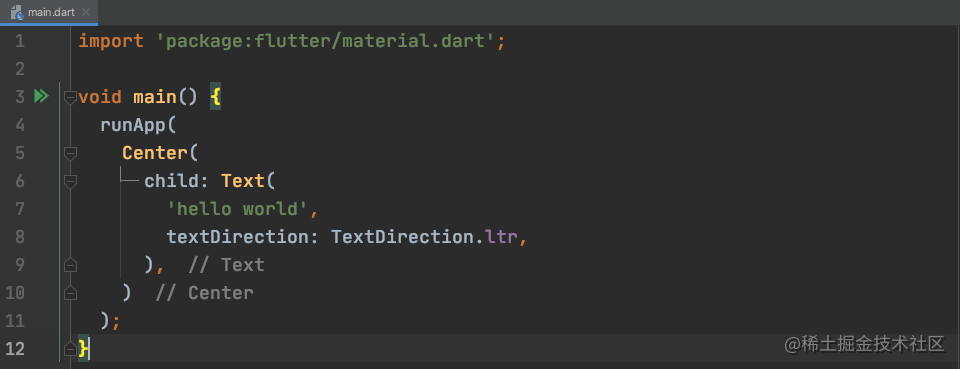 main.dart
1 import 'package:flutter/material.dart';
2
3 void main() {
4   runApp(
5     Center(
6       child: Text(
7         'hello world',
8         textDirection: TextDirection.ltr,
9       ),  // Text
10     )  // Center
11   );
12 }
@稀土掘金技术社区